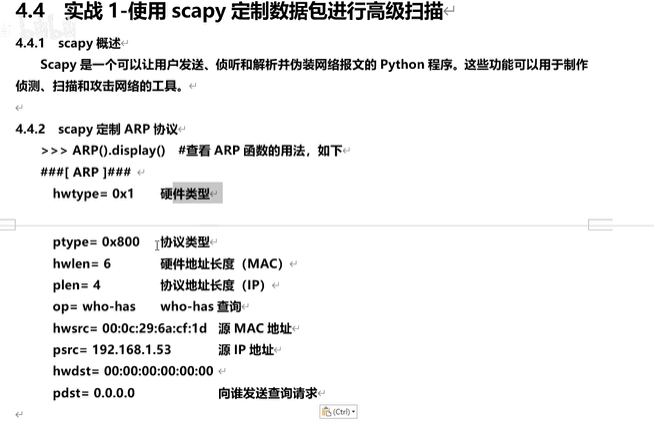 4.4 实战 1-使用 scapy 定制数据包进行高级扫描
4.4.1 scapy 概述
Scapy 是一个可以让用户发送、侦听和解析并伪装网络报文的 Python 程序。这些功能可以用于制作
侦测、扫描和攻击网络的工具。
4.4.2 scapy 定制 ARP 协议
>>> ARP().display() #查看 ARP 函数的用法，如下
###[ ARP ]###
hwtype= 0x1 硬件类型
ptype= 0x800 协议类型
hwlen= 6 硬件地址长度（MAC）
plen= 4 协议地址长度（IP）
op= who-has who-has 查询
hwsrc= 00:0c:29:6a:cf:1d 源 MAC 地址
psrc= 192.168.1.53 源 IP 地址
hwdst= 00:00:00:00:00:00
pdst= 0.0.0.0 向谁发送查询请求
(Ctrl)